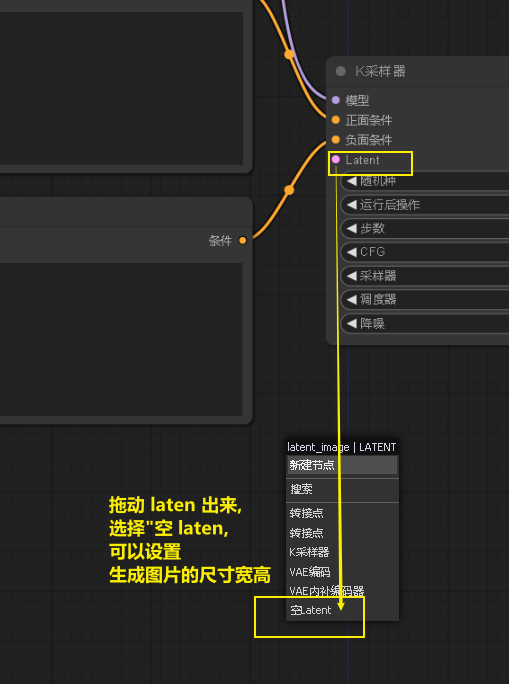 K采样器
模型
正面条件
负面条件
Latent
随机种
运行后操作
步数
条件
CFG
采样器
调度器
降噪
latent_image | LATENT
新建节点
搜索
转接点
转接点
K采样器
VAE编码
VAE内补编码器
空Latent
拖动 laten 出来,
选择"空 laten,
可以设置
生成图片的尺寸宽高